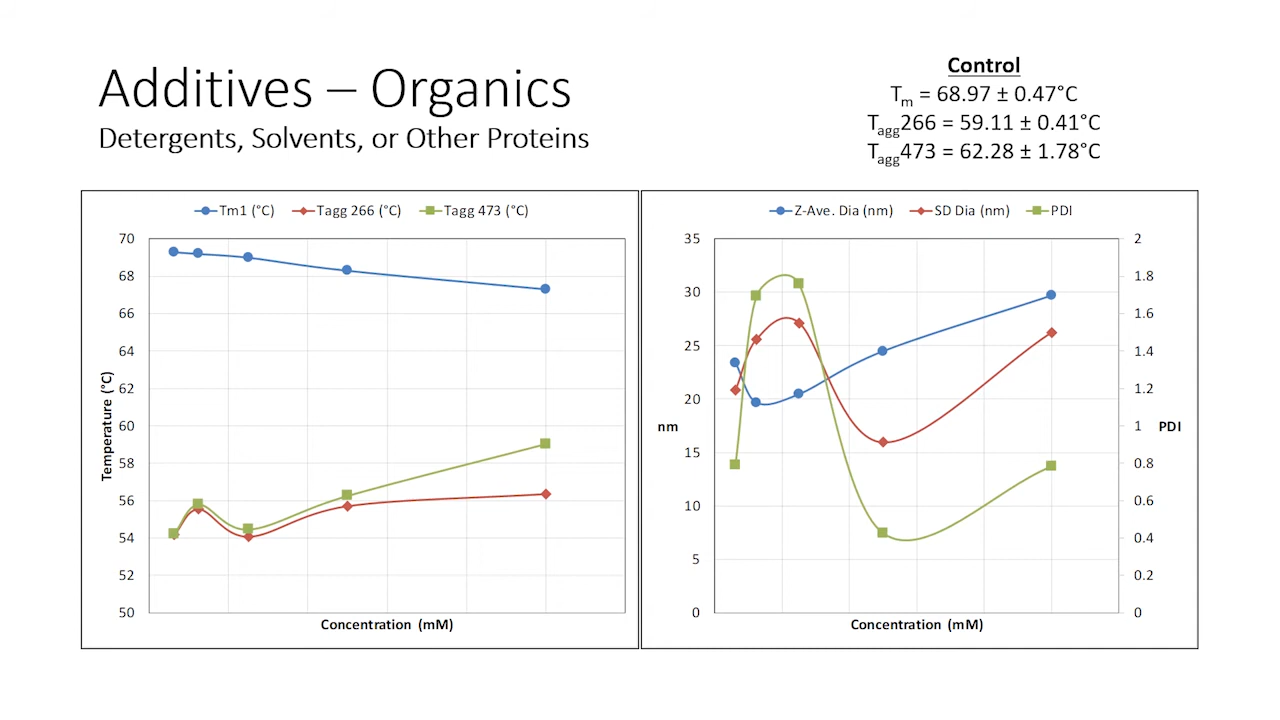 Additives – Organics
Detergents, Solvents, or Other Proteins
Control
Tm = 68.97 ± 0.47°C
Tagg266 = 59.11 ± 0.41°C
Tagg473 = 62.28 ± 1.78°C
Tm1 (°C) Tagg 266 (°C) Tagg 473 (°C)
70
68
66
64
62
60
58
56
54
52
50
Temperature (°C)
Concentration (mM)
Z-Ave. Dia (nm) SD Dia (nm) PDI
35
30
25
20
15
10
5
0
nm
2
1.8
1.6
1.4
1.2
1
0.8
0.6
0.4
0.2
0
PDI
Concentration (mM)